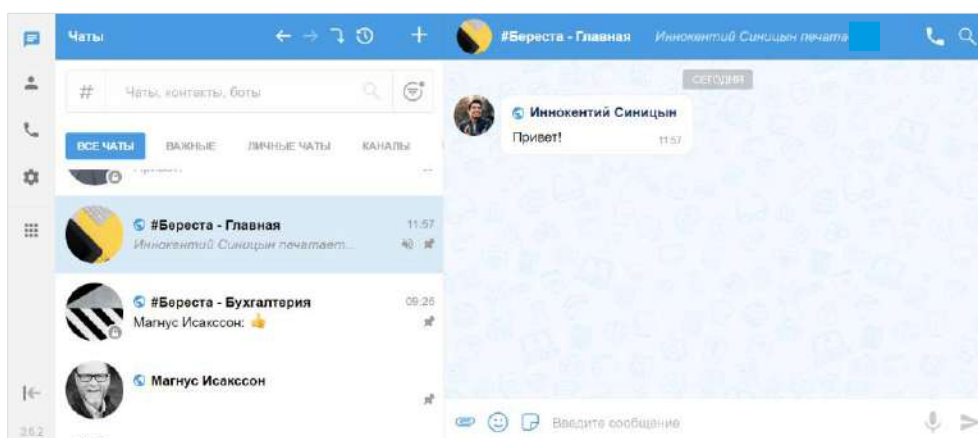 Чаты
#
Чаты, контакты, боты
ВСЕ ЧАТЫ ВАЖНЫЕ ЛИЧНЫЕ ЧАТЫ КАНАЛЫ
#Береста - Главная 11:57
Иннокентий Синицын печатает...
#Береста - Бухгалтерия 09:26
Магнус Исакссон: 👍
Магнус Исакссон
3.6.2
#Береста - Главная Иннокентий Синицын печата
СЕГОДНЯ
Иннокентий Синицын
Привет! 11:57
Введите сообщение